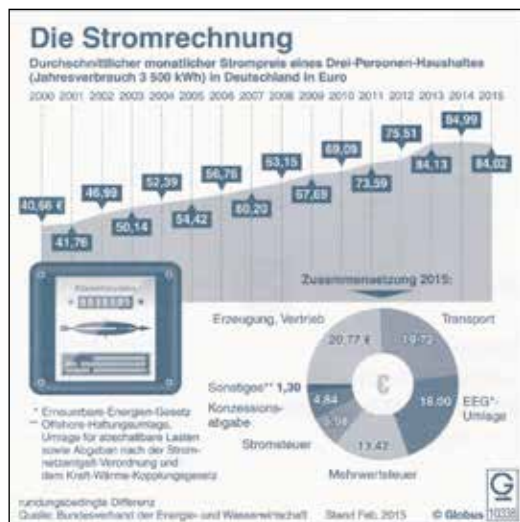 Die Stromrechnung
Durchschnittlicher monatlicher Strompreis eines Drei-Personen-Haushaltes
(Jahresverbrauch 3 500 kWh) in Deutschland in Euro
2000 2001 2002 2003 2004 2005 2006 2007 2008 2009 2010 2011 2012 2013 2014 2015
40,66 €
41,76
46,99
50,14
52,39
54,42
56,76
60,20
63,15
67,69
69,09
73,59
75,51
84,13
84,99
84,02
Zusammensetzung 2015:
Erzeugung, Vertrieb
20,77 €
Transport
19,72
EEG*-
Umlage
18,00
Mehrwertsteuer
13,42
Stromsteuer
Konzessions-
abgabe
4,84
Sonstiges** 1,30
* Erneuerbare-Energien-Gesetz
** Offshore-Haftungsumlage,
Umlage für abschaltbare Lasten
sowie Abgaben nach der Strom-
netzentgelt-Verordnung und
dem Kraft-Wärme-Kopplungsgesetz
rundungsbedingte Differenz
Quelle: Bundesverband der Energie- und Wasserwirtschaft Stand Feb. 2015 © Globus 10338
G